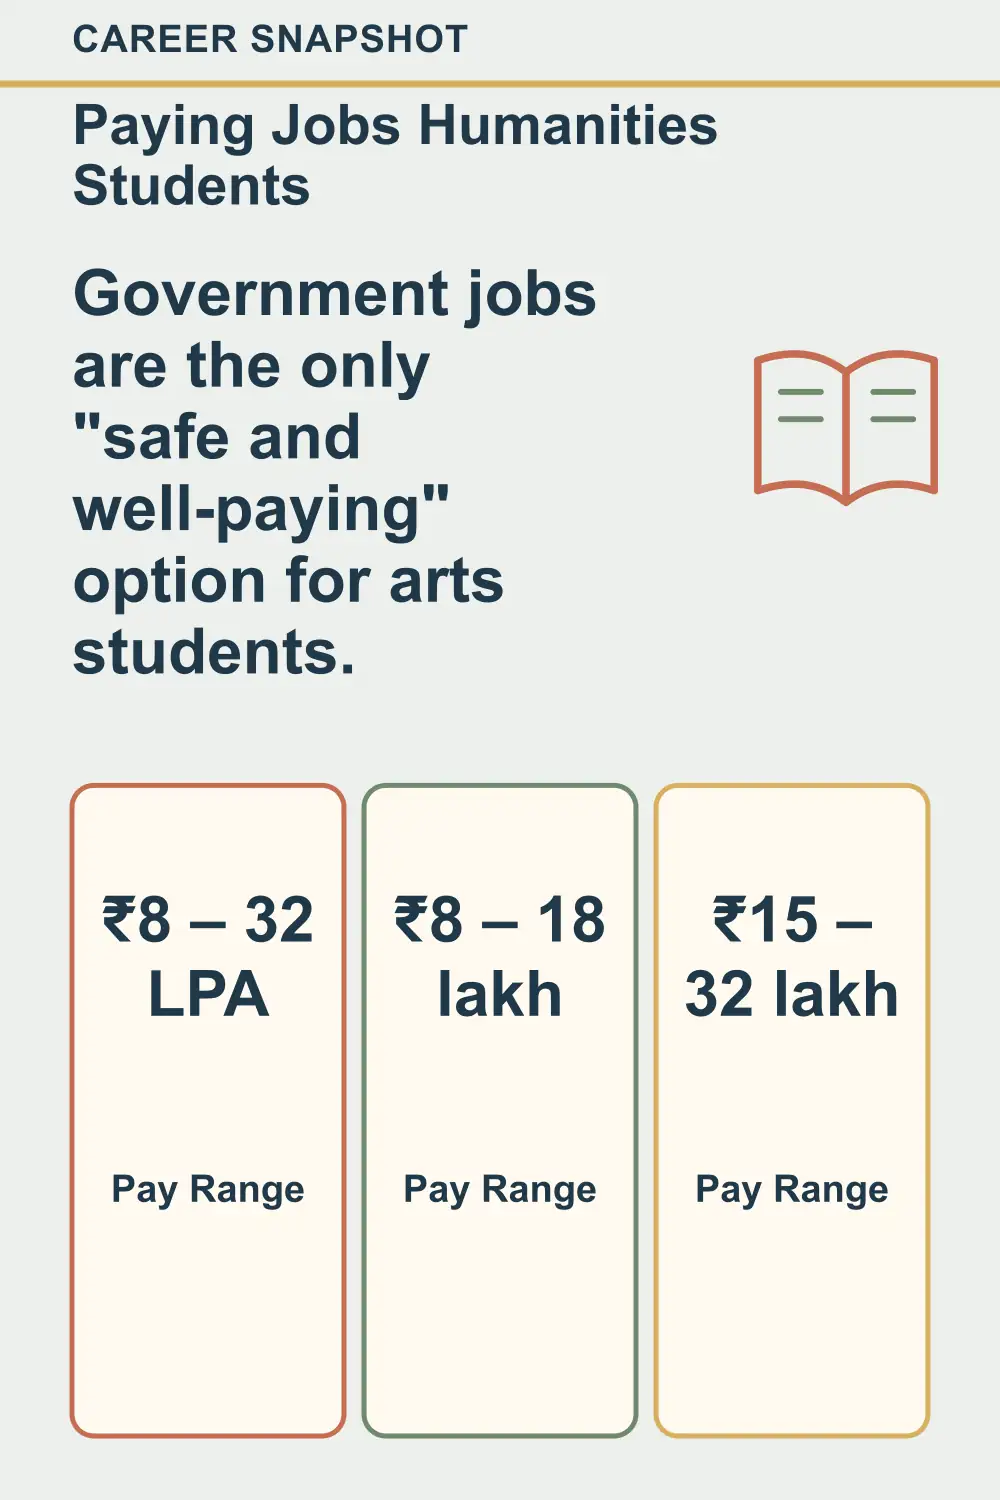 CAREER SNAPSHOT
Paying Jobs Humanities
Students
Government jobs
are the only
"safe and
well-paying"
option for arts
students.
₹8 – 32
LPA
Pay Range
₹8 – 18
lakh
Pay Range
₹15 –
32 lakh
Pay Range